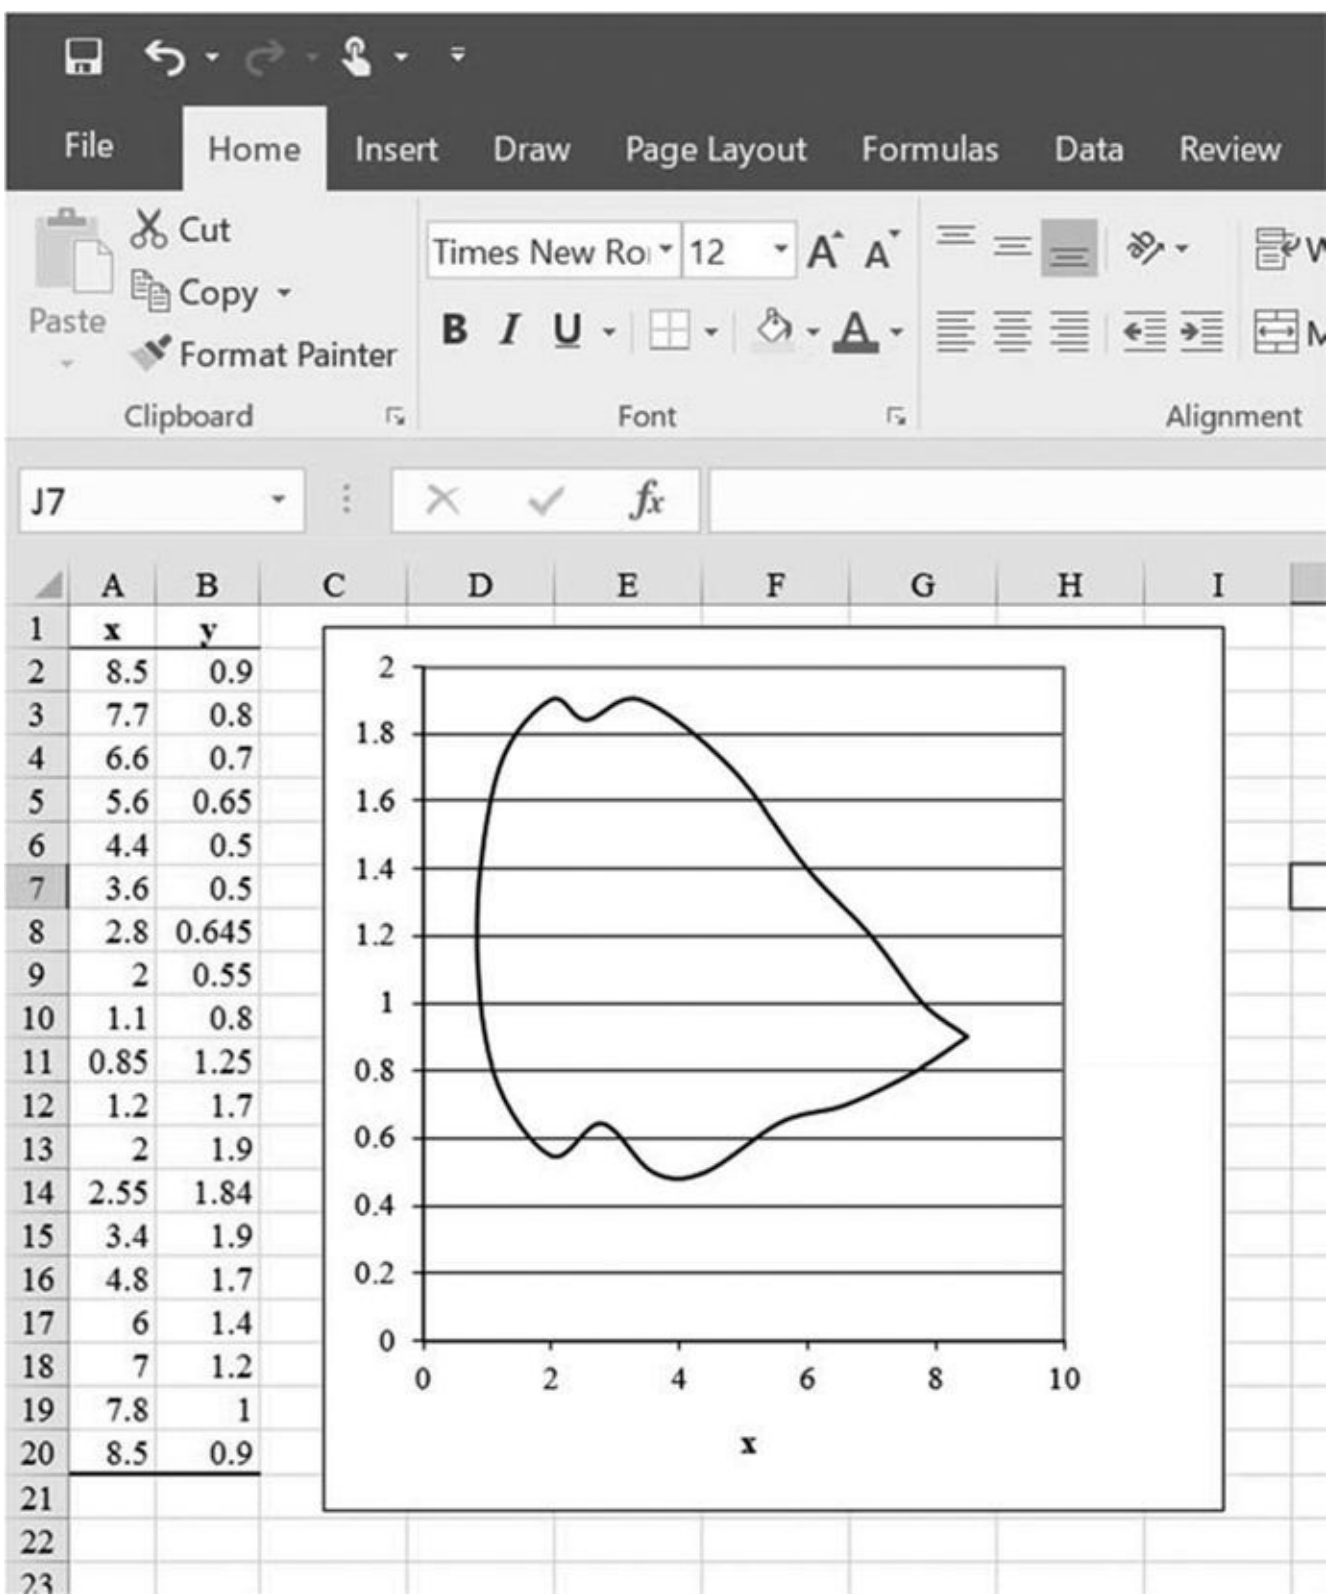 File Home Insert Draw Page Layout Formulas Data Review
Cut
Copy
Paste
Format Painter
Clipboard
Times New Ro 12 A A
B I U A
Font
ab
W
M
Alignment
J7 fx
A B C D E F G H I
1 x y
2 8.5 0.9
3 7.7 0.8
4 6.6 0.7
5 5.6 0.65
6 4.4 0.5
7 3.6 0.5
8 2.8 0.645
9 2 0.55
10 1.1 0.8
11 0.85 1.25
12 1.2 1.7
13 2 1.9
14 2.55 1.84
15 3.4 1.9
16 4.8 1.7
17 6 1.4
18 7 1.2
19 7.8 1
20 8.5 0.9
21
22
23
2
1.8
1.6
1.4
1.2
1
0.8
0.6
0.4
0.2
0
0 2 4 6 8 10
x